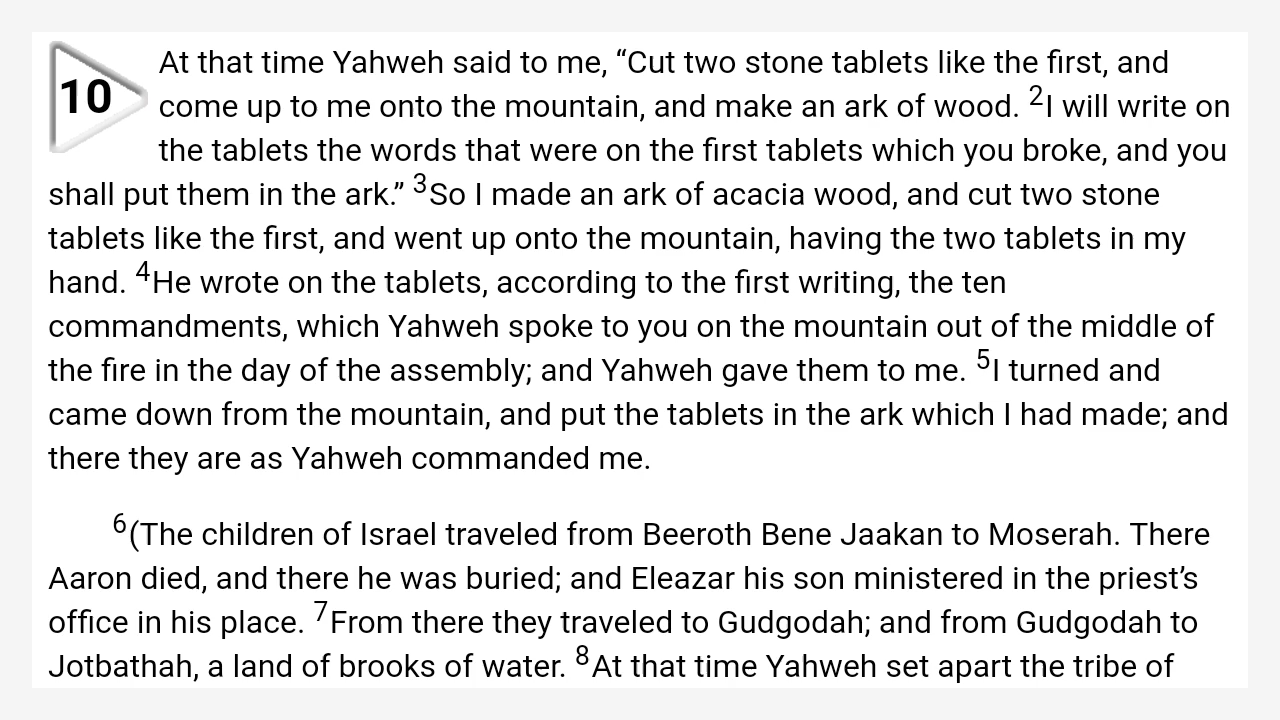 10 At that time Yahweh said to me, “Cut two stone tablets like the first, and
come up to me onto the mountain, and make an ark of wood. 2I will write on
the tablets the words that were on the first tablets which you broke, and you
shall put them in the ark.” 3So I made an ark of acacia wood, and cut two stone
tablets like the first, and went up onto the mountain, having the two tablets in my
hand. 4He wrote on the tablets, according to the first writing, the ten
commandments, which Yahweh spoke to you on the mountain out of the middle of
the fire in the day of the assembly; and Yahweh gave them to me. 5I turned and
came down from the mountain, and put the tablets in the ark which I had made; and
there they are as Yahweh commanded me.
6(The children of Israel traveled from Beeroth Bene Jaakan to Moserah. There
Aaron died, and there he was buried; and Eleazar his son ministered in the priest’s
office in his place. 7From there they traveled to Gudgodah; and from Gudgodah to
Jotbathah, a land of brooks of water. 8At that time Yahweh set apart the tribe of